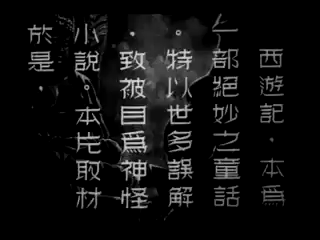 西遊記．本爲
一部絕妙之童話
。特以世多誤解
．致被目爲神怪
小說。本片取材
於是．